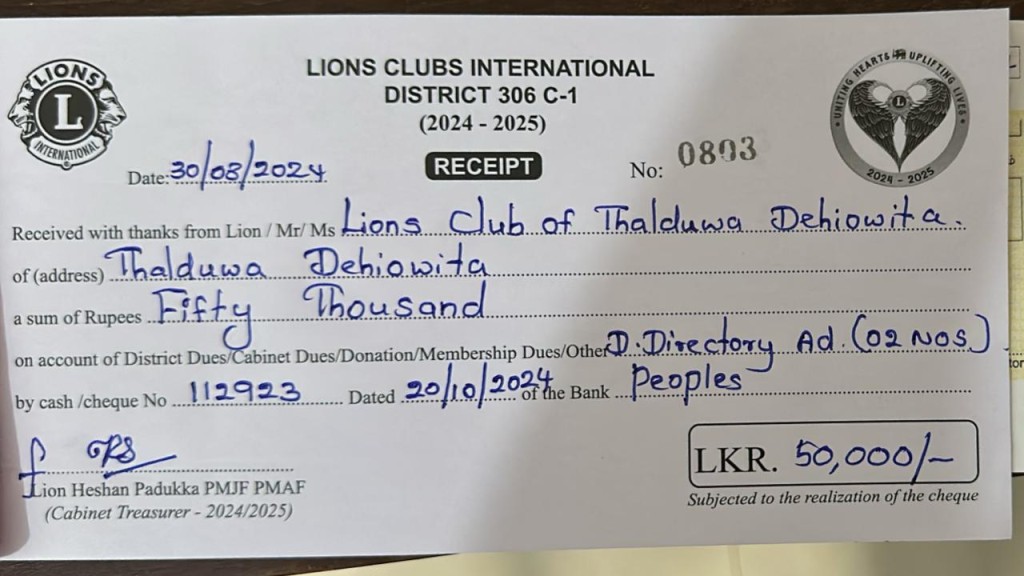 LIONS
L
INTERNATIONAL
LIONS CLUBS INTERNATIONAL
DISTRICT 306 C-1
(2024 - 2025)
UNITING HEARTS UPLIFTING LIVES
L
2024 - 2025
Date: 30/08/2024
RECEIPT
No: 0803
Received with thanks from Lion / Mr/ Ms Lions Club of Thalduwa Dehiowita.
of (address) Thalduwa Dehiowita
a sum of Rupees Fifty Thousand
on account of District Dues/Cabinet Dues/Donation/Membership Dues/Other D.Directory Ad. (02 NOS)
by cash /cheque No 112923 Dated 20/10/2024 of the Bank Peoples
Lion Heshan Padukka PMJF PMAF
(Cabinet Treasurer - 2024/2025)
LKR. 50,000/-
Subjected to the realization of the cheque